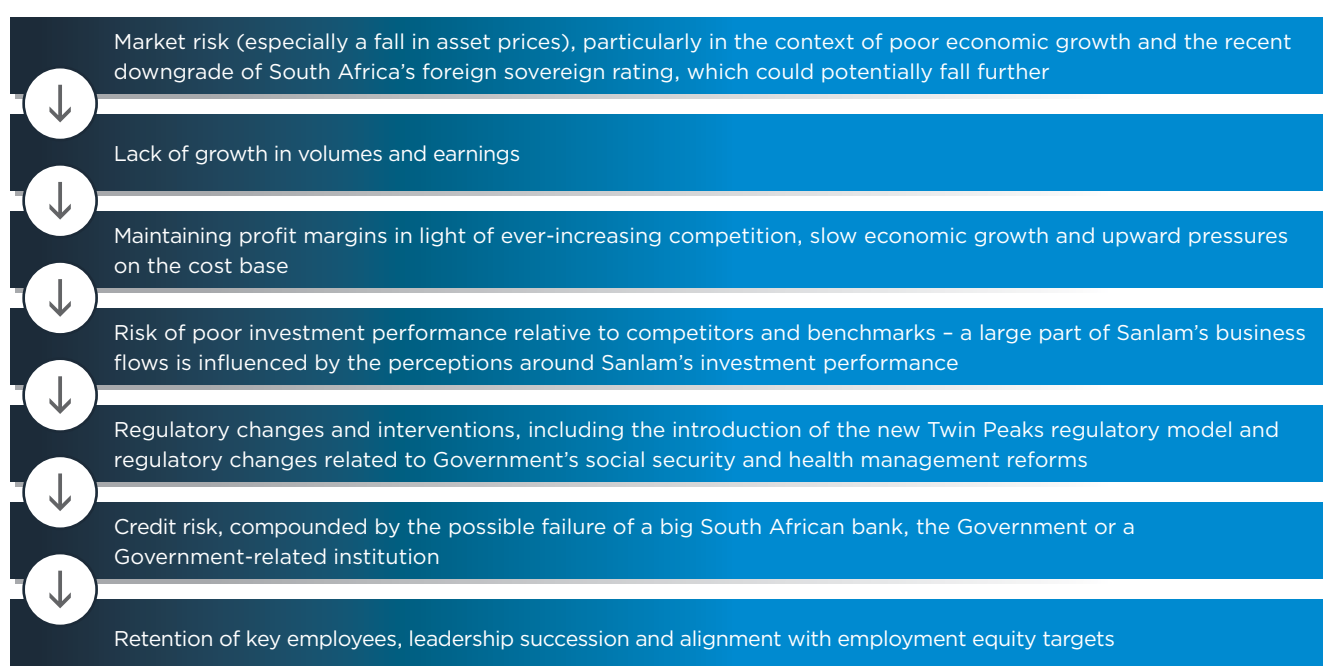 Market risk (especially a fall in asset prices), particularly in the context of poor economic growth and the recent
downgrade of South Africa’s foreign sovereign rating, which could potentially fall further
Lack of growth in volumes and earnings
Maintaining profit margins in light of ever-increasing competition, slow economic growth and upward pressures
on the cost base
Risk of poor investment performance relative to competitors and benchmarks – a large part of Sanlam’s business
flows is influenced by the perceptions around Sanlam’s investment performance
Regulatory changes and interventions, including the introduction of the new Twin Peaks regulatory model and
regulatory changes related to Government’s social security and health management reforms
Credit risk, compounded by the possible failure of a big South African bank, the Government or a
Government-related institution
Retention of key employees, leadership succession and alignment with employment equity targets